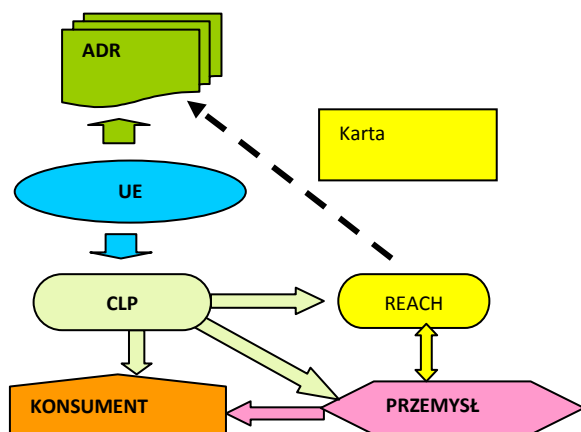 ADR
Karta
UE
CLP
REACH
KONSUMENT
PRZEMYSŁ